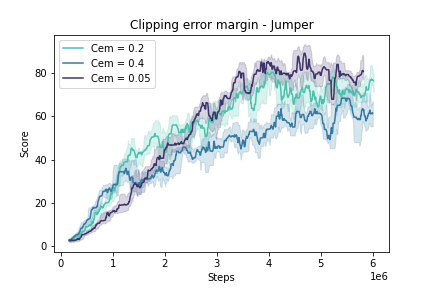 Clipping error margin - Jumper
Cem = 0.2
Cem = 0.4
Cem = 0.05
Score
80
60
40
20
0
0 1 2 3 4 5 6
Steps
1e6